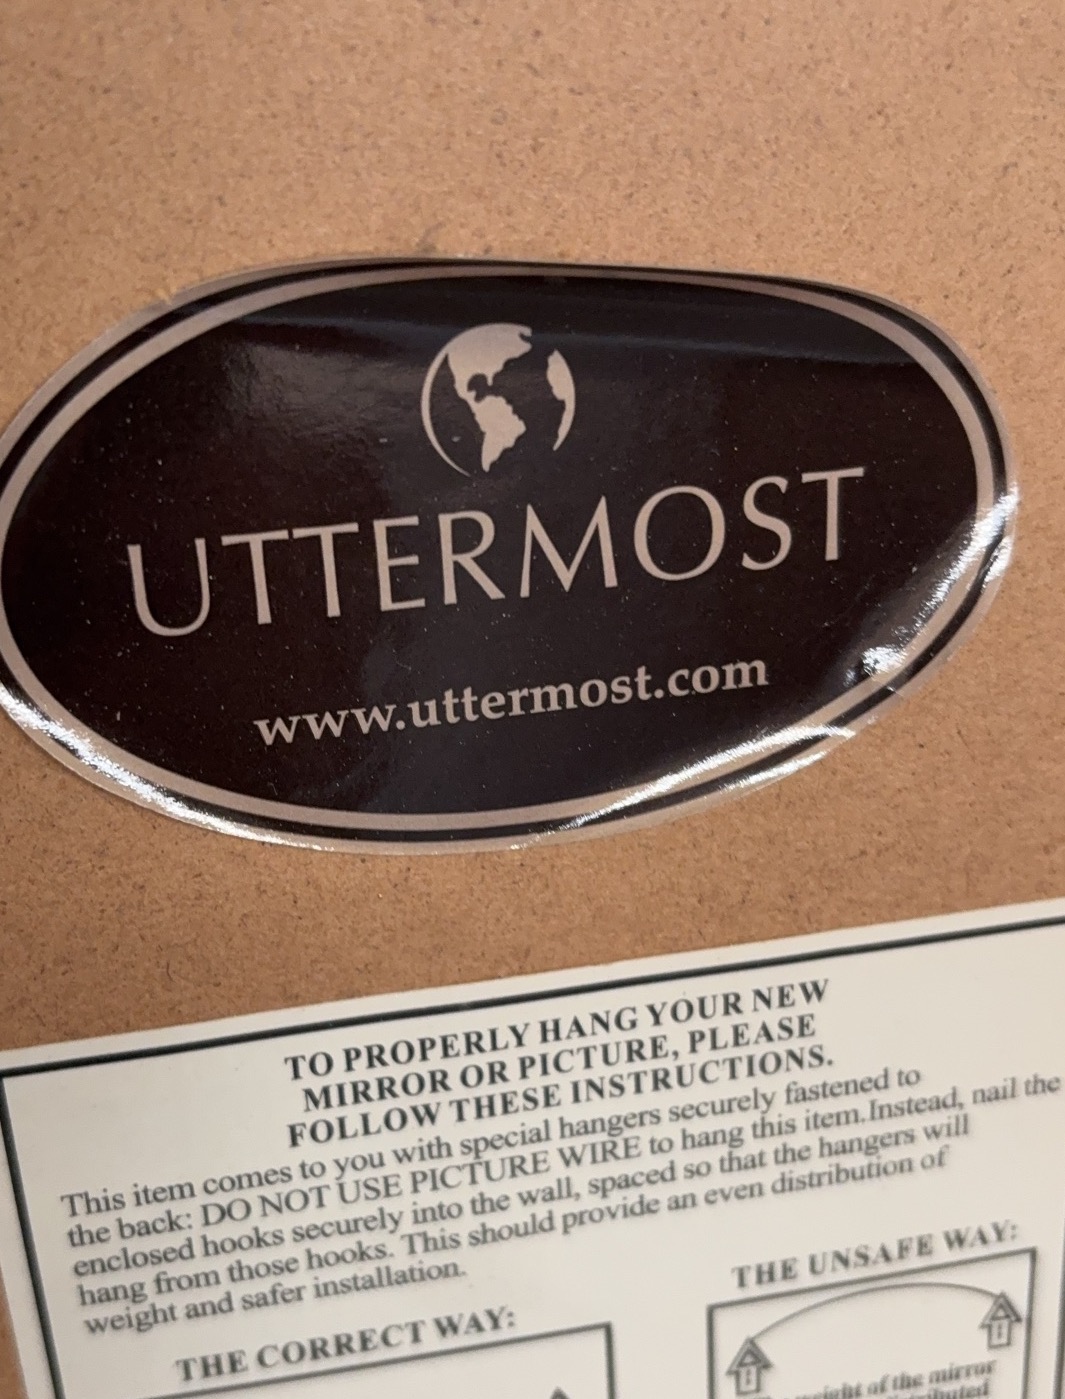 UTTERMOST
www.uttermost.com
TO PROPERLY HANG YOUR NEW
MIRROR OR PICTURE, PLEASE
FOLLOW THESE INSTRUCTIONS.
This item comes to you with special hangers securely fastened to
the back: DO NOT USE PICTURE WIRE to hang this item.Instead, nail the
enclosed hooks securely into the wall, spaced so that the hangers will
hang from those hooks. This should provide an even distribution of
weight and safer installation.
THE CORRECT WAY:
THE UNSAFE WAY:
of the mirror